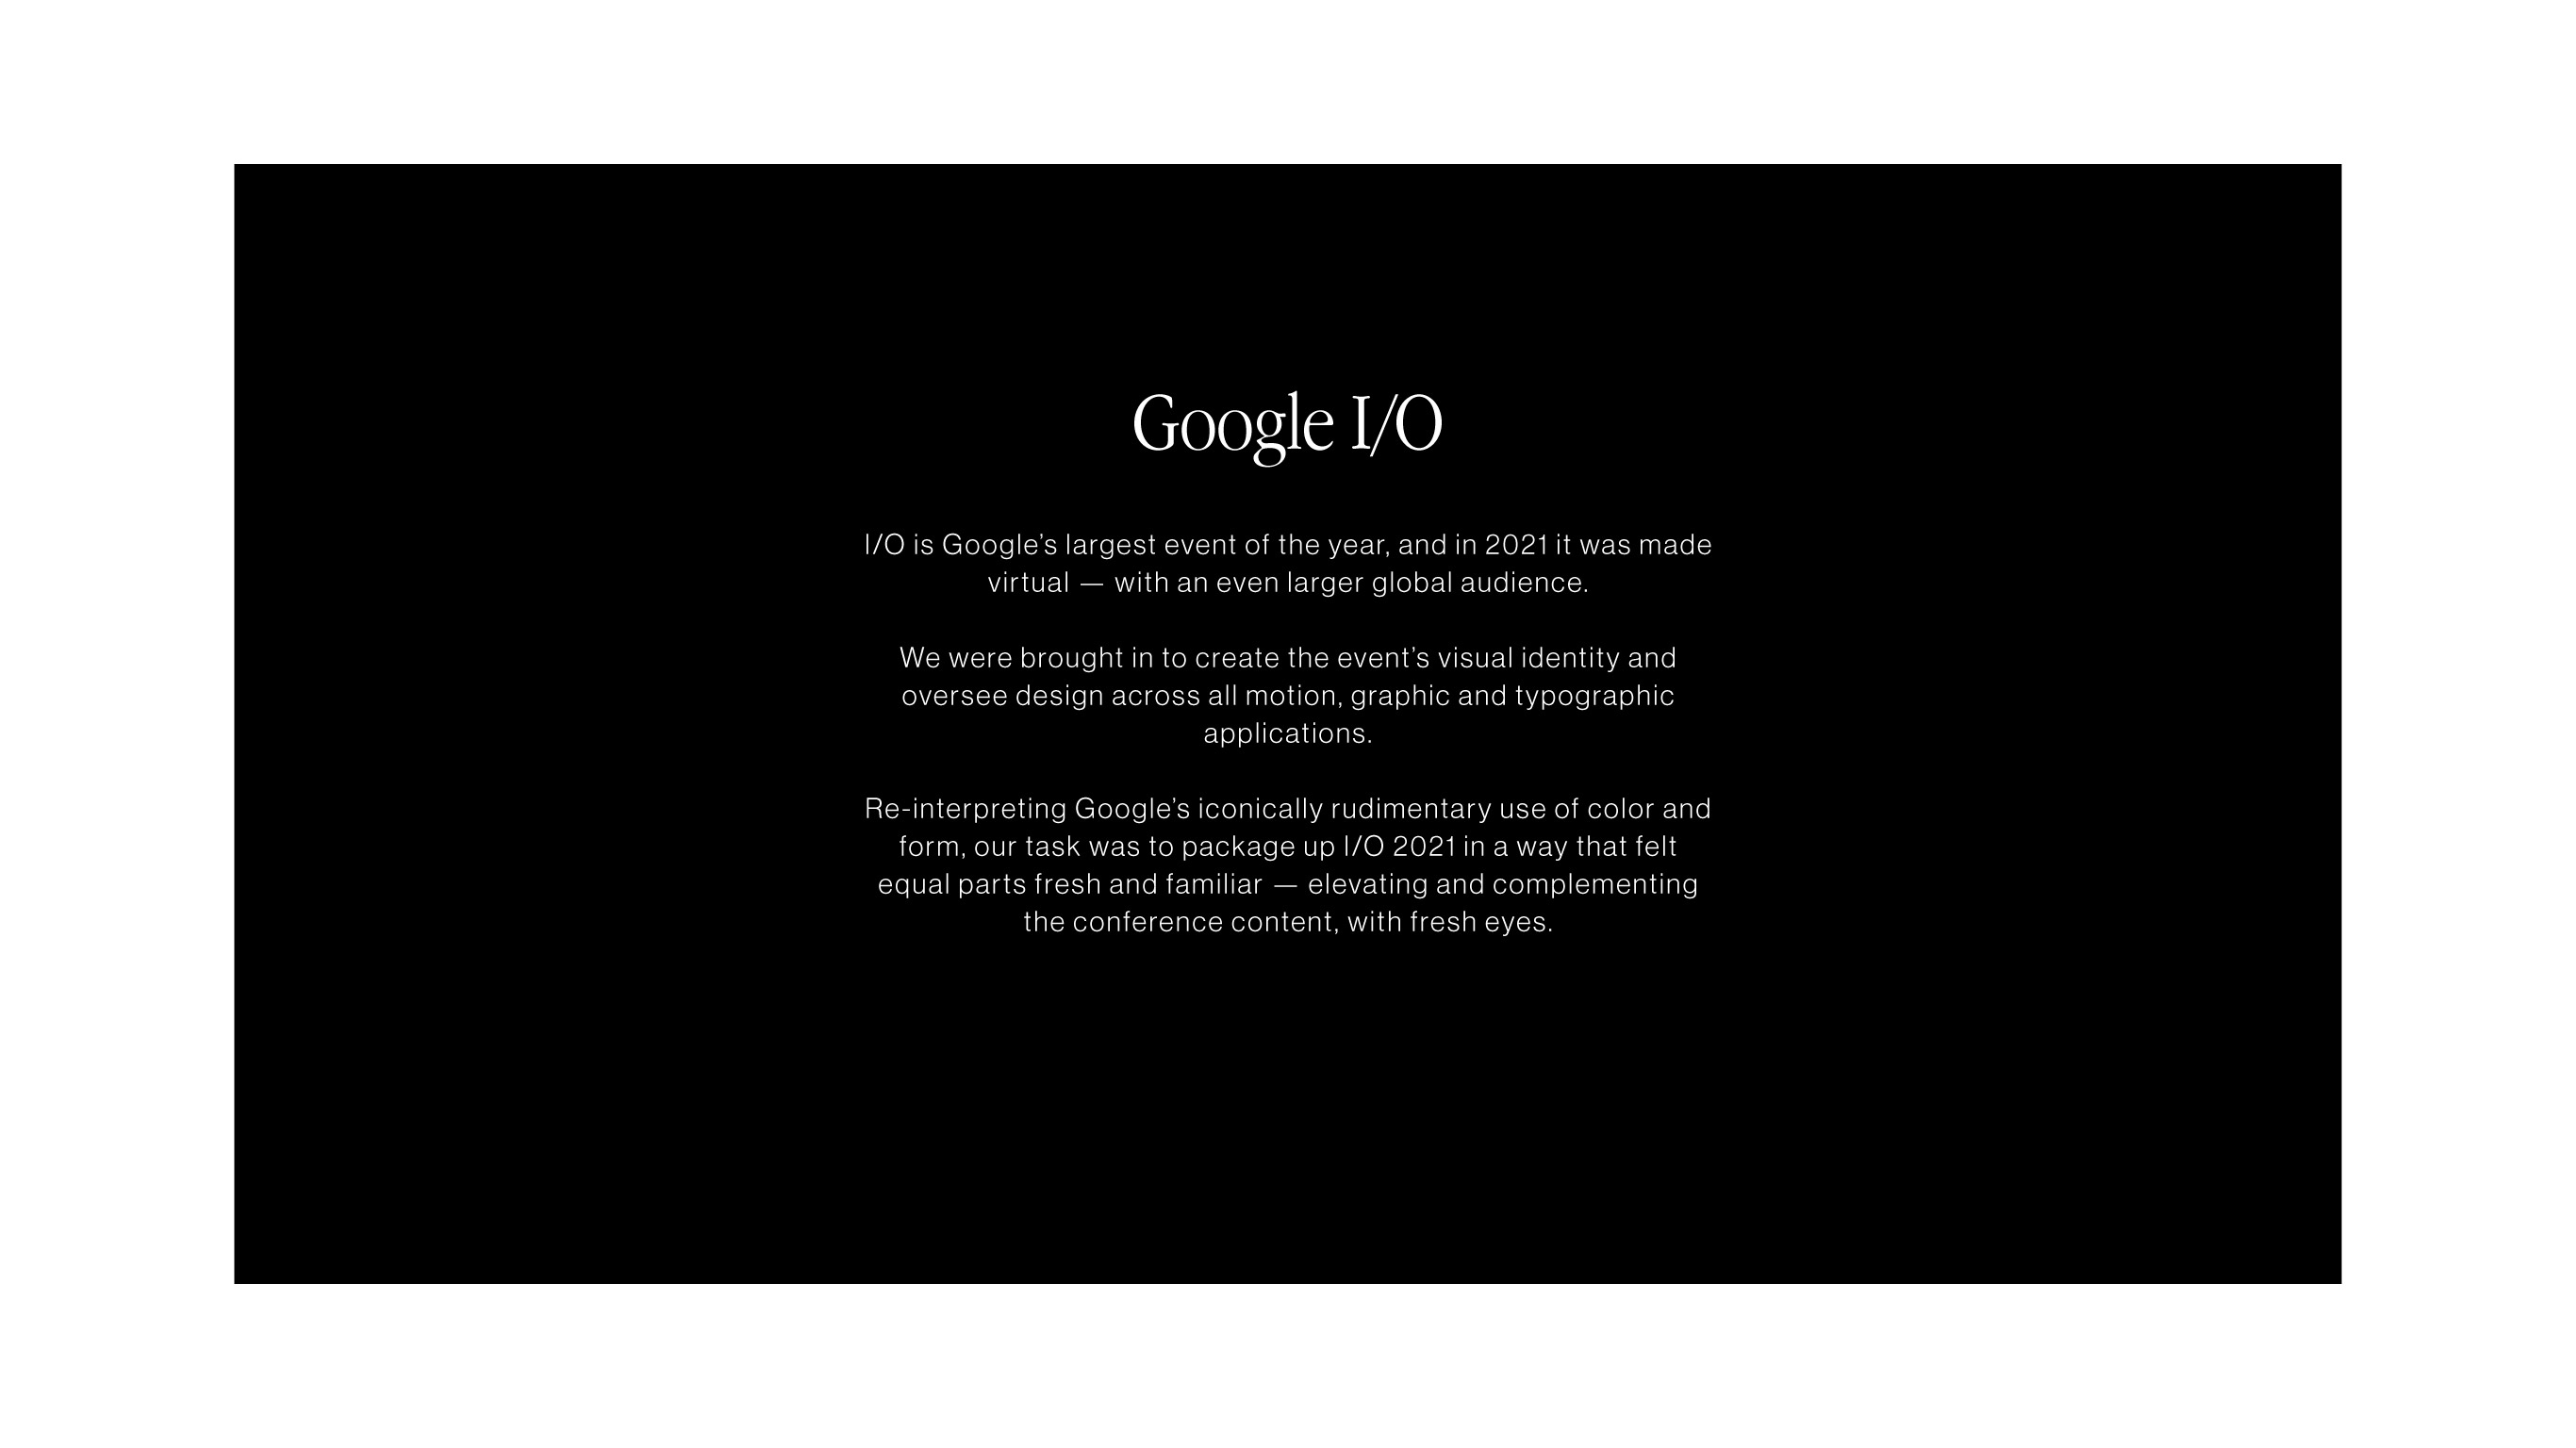 Google I/O
I/O is Google’s largest event of the year, and in 2021 it was made
virtual — with an even larger global audience.
We were brought in to create the event’s visual identity and
oversee design across all motion, graphic and typographic
applications.
Re-interpreting Google’s iconically rudimentary use of color and
form, our task was to package up I/O 2021 in a way that felt
equal parts fresh and familiar — elevating and complementing
the conference content, with fresh eyes.